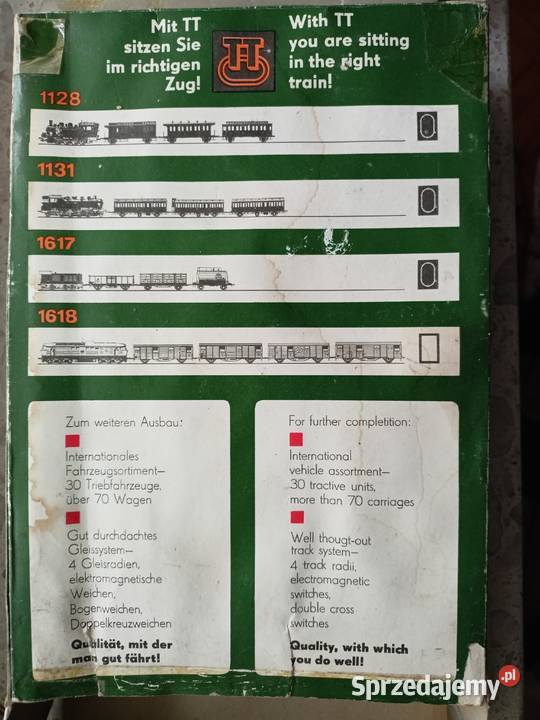 Mit TT
sitzen Sie
im richtigen
Zug!
TT
With TT
you are sitting
in the right
train!
1128
1131
1617
1618
Zum weiteren Ausbau:
Internationales
Fahrzeugsortiment—
30 Triebfahrzeuge,
über 70 Wagen
Gut durchdachtes
Gleissystem—
4 Gleisradien,
elektromagnetische
Weichen,
Bogenweichen,
Doppelkreuzweichen
Qualität, mit der
man gut fährt!
For further completition:
International
vehicle assortment—
30 tractive units,
more than 70 carriages
Well thougt-out
track system—
4 track radii,
electromagnetic
switches,
double cross
switches
Quality, with which
you do well!
Sprzedajemy.pl